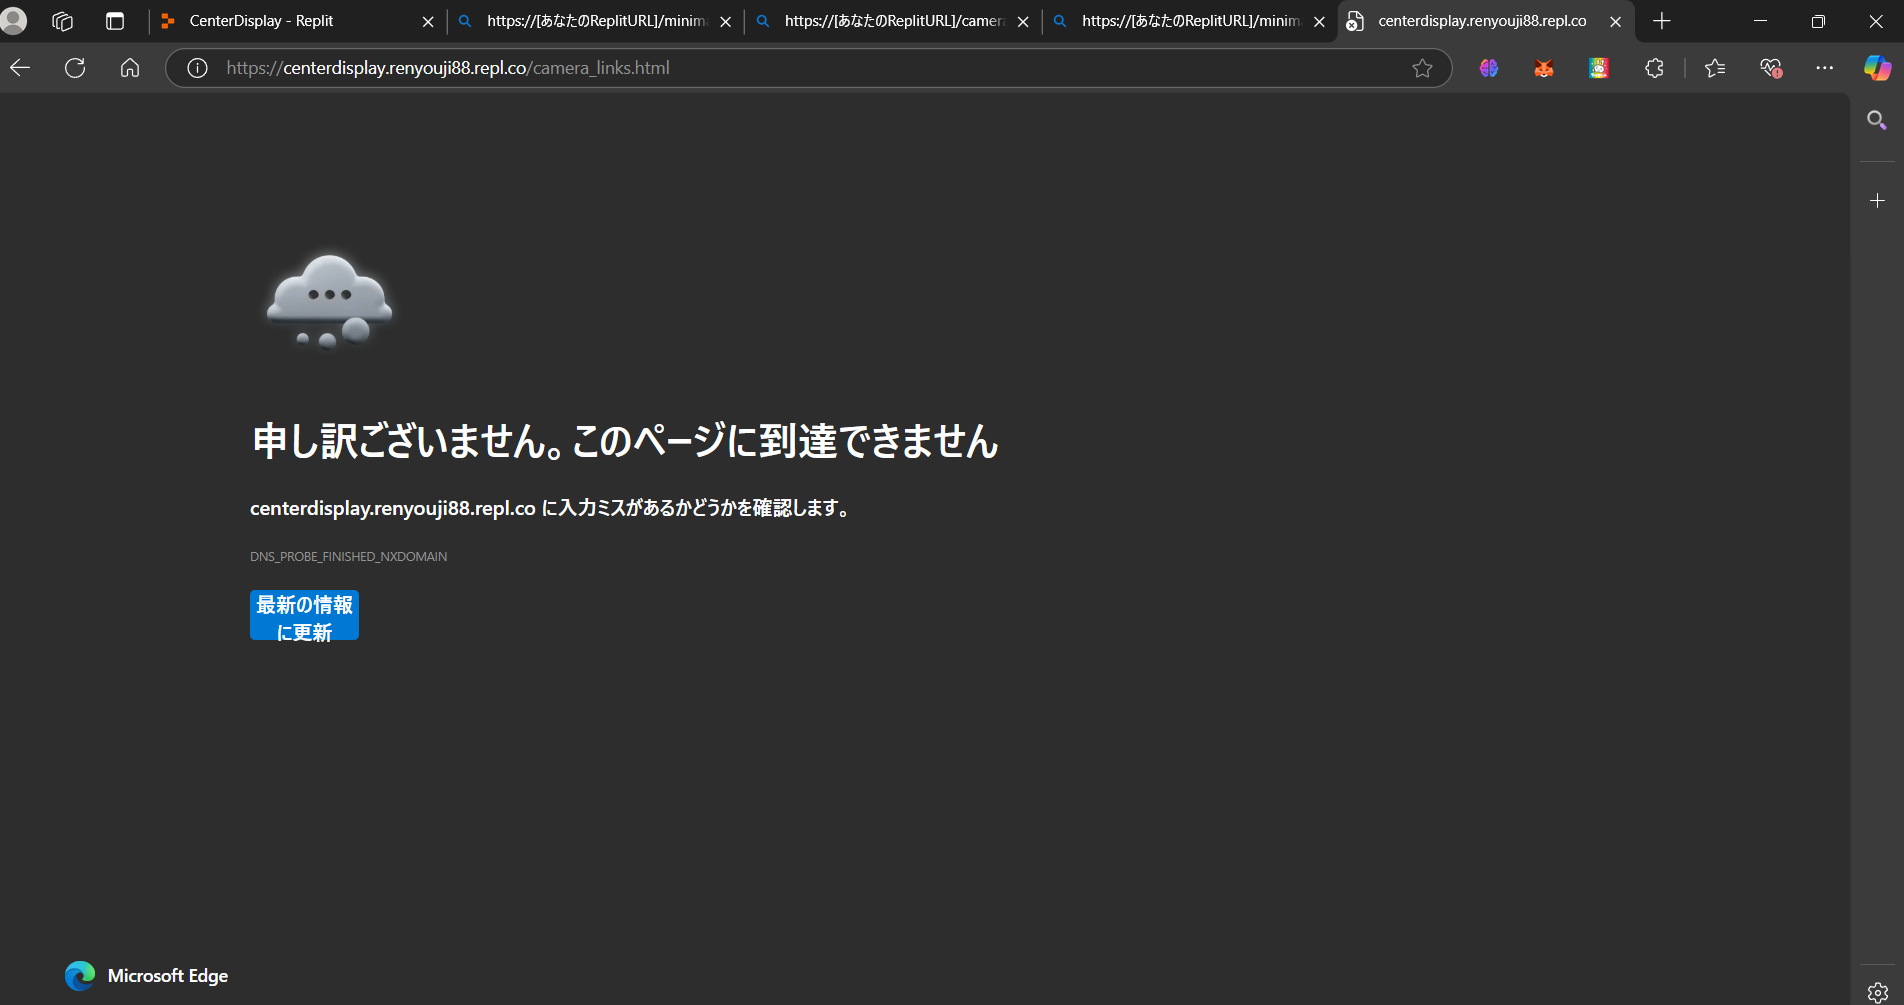 CenterDisplay - Replit
https://[あなたのReplitURL]/minim
https://[あなたのReplitURL]/camer
https://[あなたのReplitURL]/minim
centerdisplay.renyouji88.repl.co
https://centerdisplay.renyouji88.repl.co/camera_links.html
申し訳ございません。このページに到達できません
centerdisplay.renyouji88.repl.co に入力ミスがあるかどうかを確認します。
DNS_PROBE_FINISHED_NXDOMAIN
最新の情報
に更新
Microsoft Edge